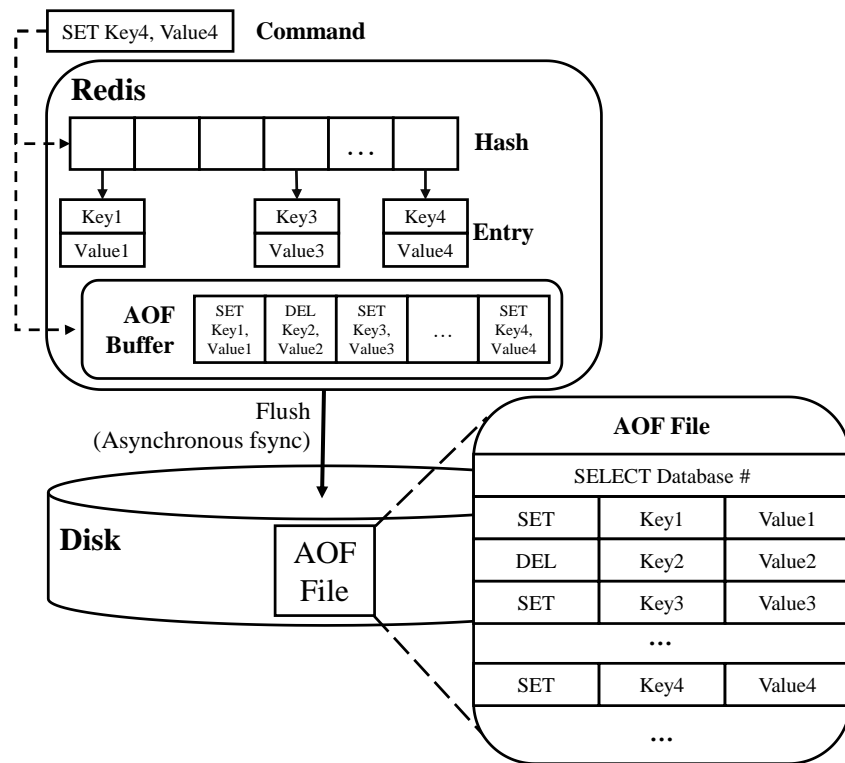 SET Key4, Value4
Command
Redis
...
Hash
Key1
Value1
Key3
Value3
Key4
Value4
Entry
AOF
Buffer
SET
Key1,
Value1
DEL
Key2,
Value2
SET
Key3,
Value3
...
SET
Key4,
Value4
Flush
(Asynchronous fsync)
Disk
AOF
File
AOF File
SELECT Database #
SET Key1 Value1
DEL Key2 Value2
SET Key3 Value3
...
SET Key4 Value4
...